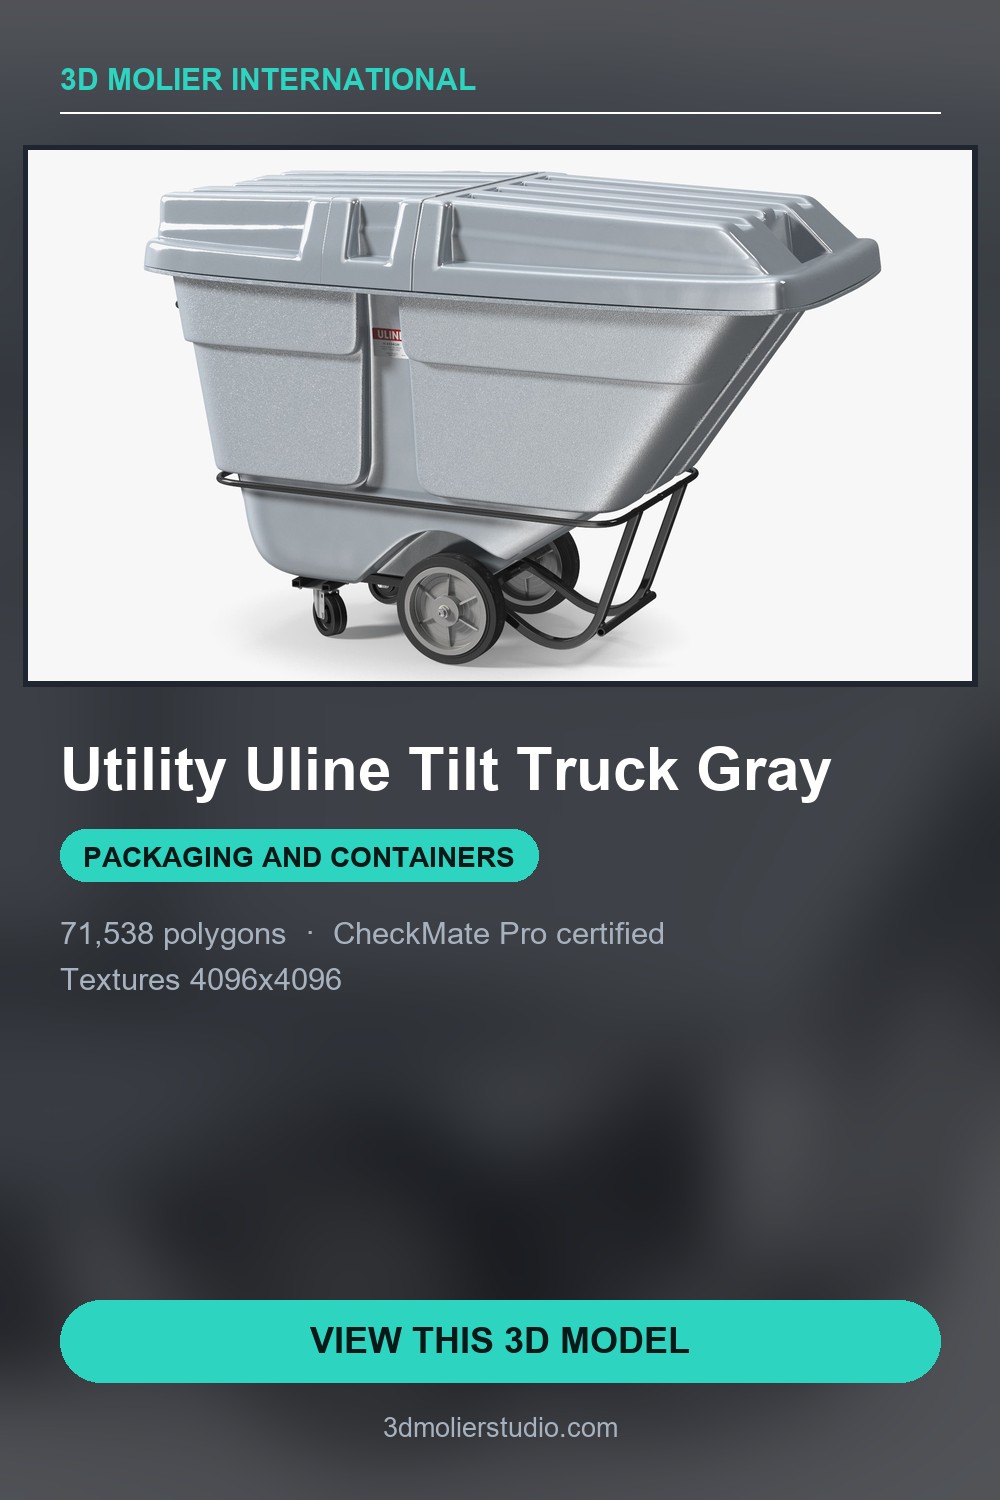 3D MOLIER INTERNATIONAL
Utility Uline Tilt Truck Gray
PACKAGING AND CONTAINERS
71,538 polygons · CheckMate Pro certified
Textures 4096x4096
VIEW THIS 3D MODEL
3dmolierstudio.com